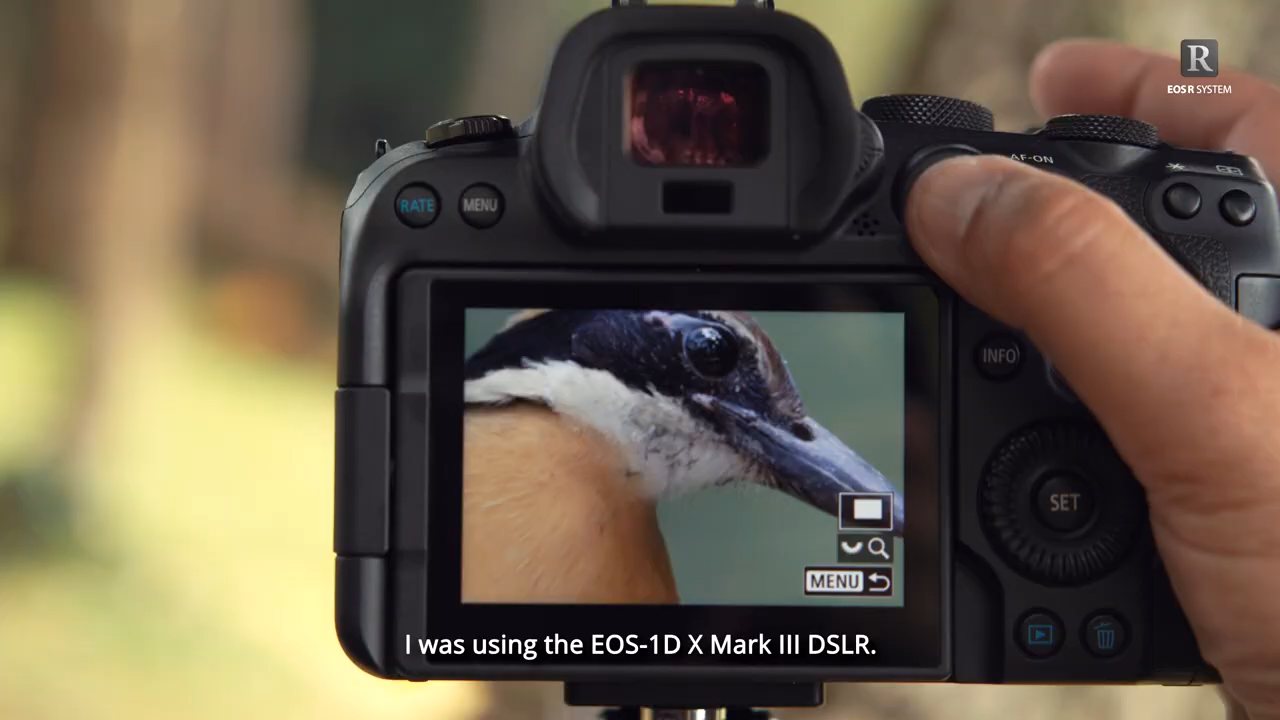 R
EOS R SYSTEM
AF-ON
RATE
MENU
INFO
SET
MENU
I was using the EOS-1D X Mark III DSLR.